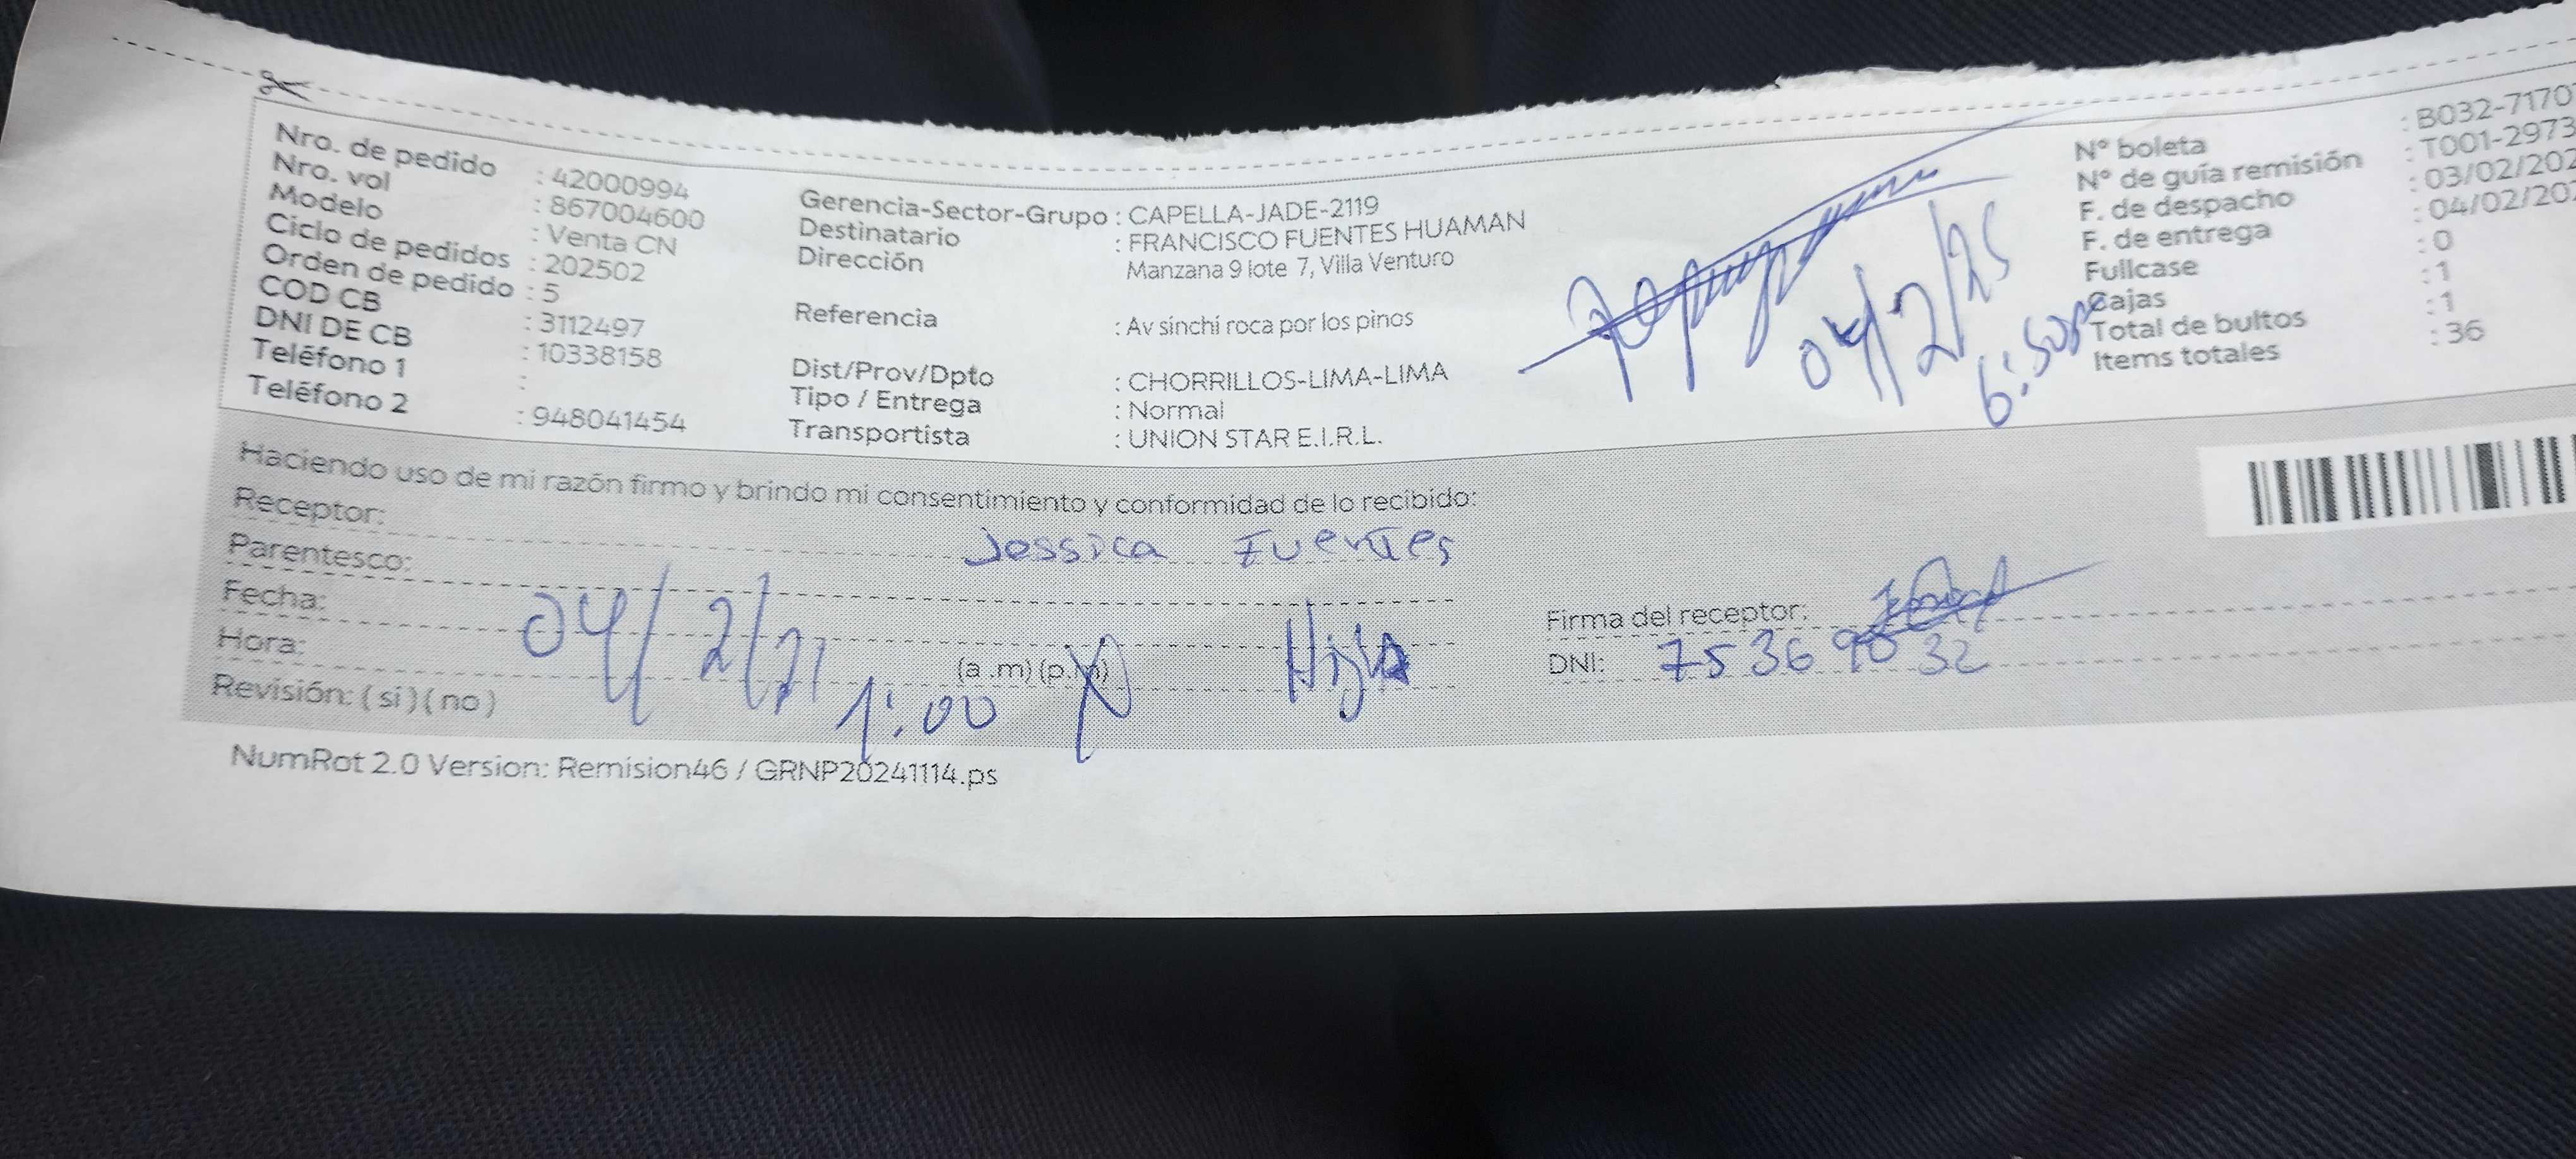 Nro. de pedido : 42000994
Nro. vol : 867004600
Modelo : Venta CN
Ciclo de pedidos : 202502
Orden de pedido : 5
COD CB : 3112497
DNI DE CB : 10338158
Teléfono 1 :
Teléfono 2 : 948041454
Gerencia-Sector-Grupo : CAPELLA-JADE-2119
Destinatario : FRANCISCO FUENTES HUAMAN
Dirección Manzana 9 lote 7, Villa Venturo
Referencia : Av sinchi roca por los pinos
Dist/Prov/Dpto : CHORRILLOS-LIMA-LIMA
Tipo / Entrega : Normal
Transportista : UNION STAR E.I.R.L.
04/2/25
N° boleta : B032-7170
N° de guía remisión : T001-2973
F. de despacho : 03/02/202
F. de entrega : 04/02/202
Fullcase : 0
Cajas : 1
Total de bultos : 1
Items totales : 36
Haciendo uso de mi razón firmo y brindo mi consentimiento y conformidad de lo recibido:
Receptor: Jessica Fuentes
Parentesco: Hija
Fecha: 04/2/21
Hora: 1:00 (a .m) (p.m)
Revisión: ( si ) ( no )
Firma del receptor:
DNI: 75369032
NumRot 2.0 Version: Remision46 / GRNP20241114.ps